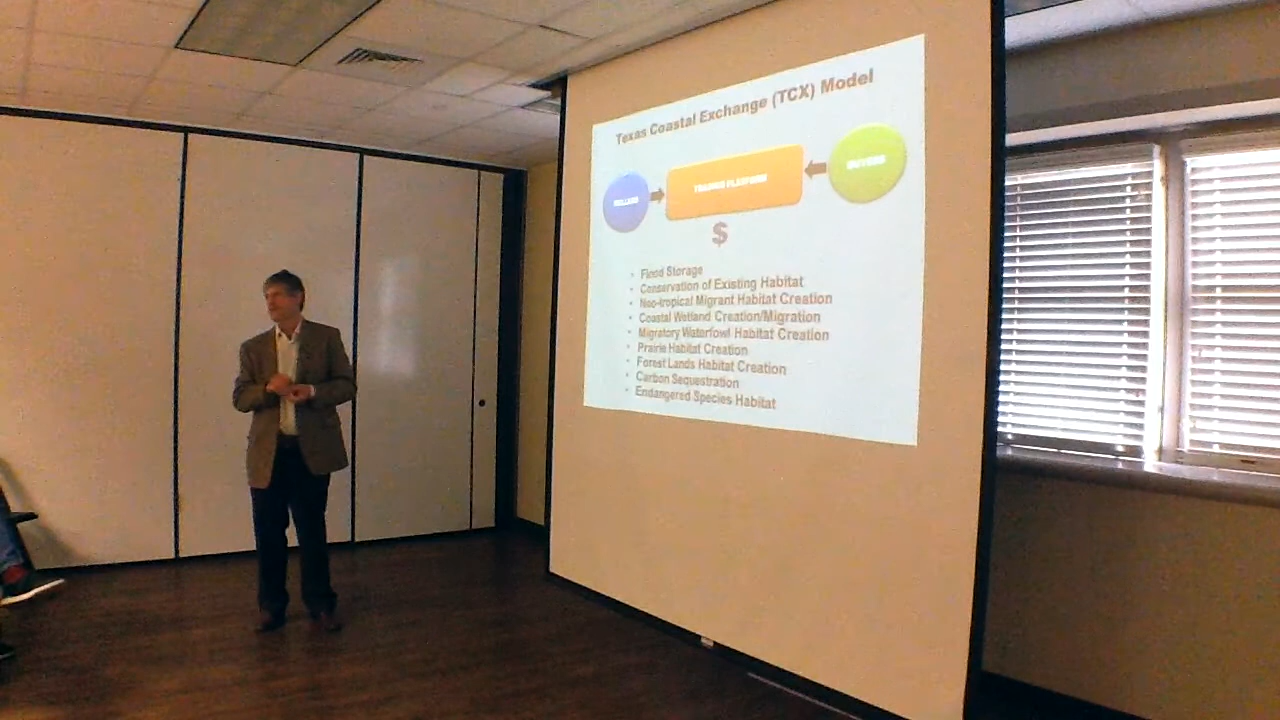 Texas Coastal Exchange (TCX) Model
SELLERS
TRADING PLATFORM
BUYERS
$
• Flood Storage
• Conservation of Existing Habitat
• Neo-tropical Migrant Habitat Creation
• Coastal Wetland Creation/Migration
• Migratory Waterfowl Habitat Creation
• Prairie Habitat Creation
• Forest Lands Habitat Creation
• Carbon Sequestration
• Endangered Species Habitat